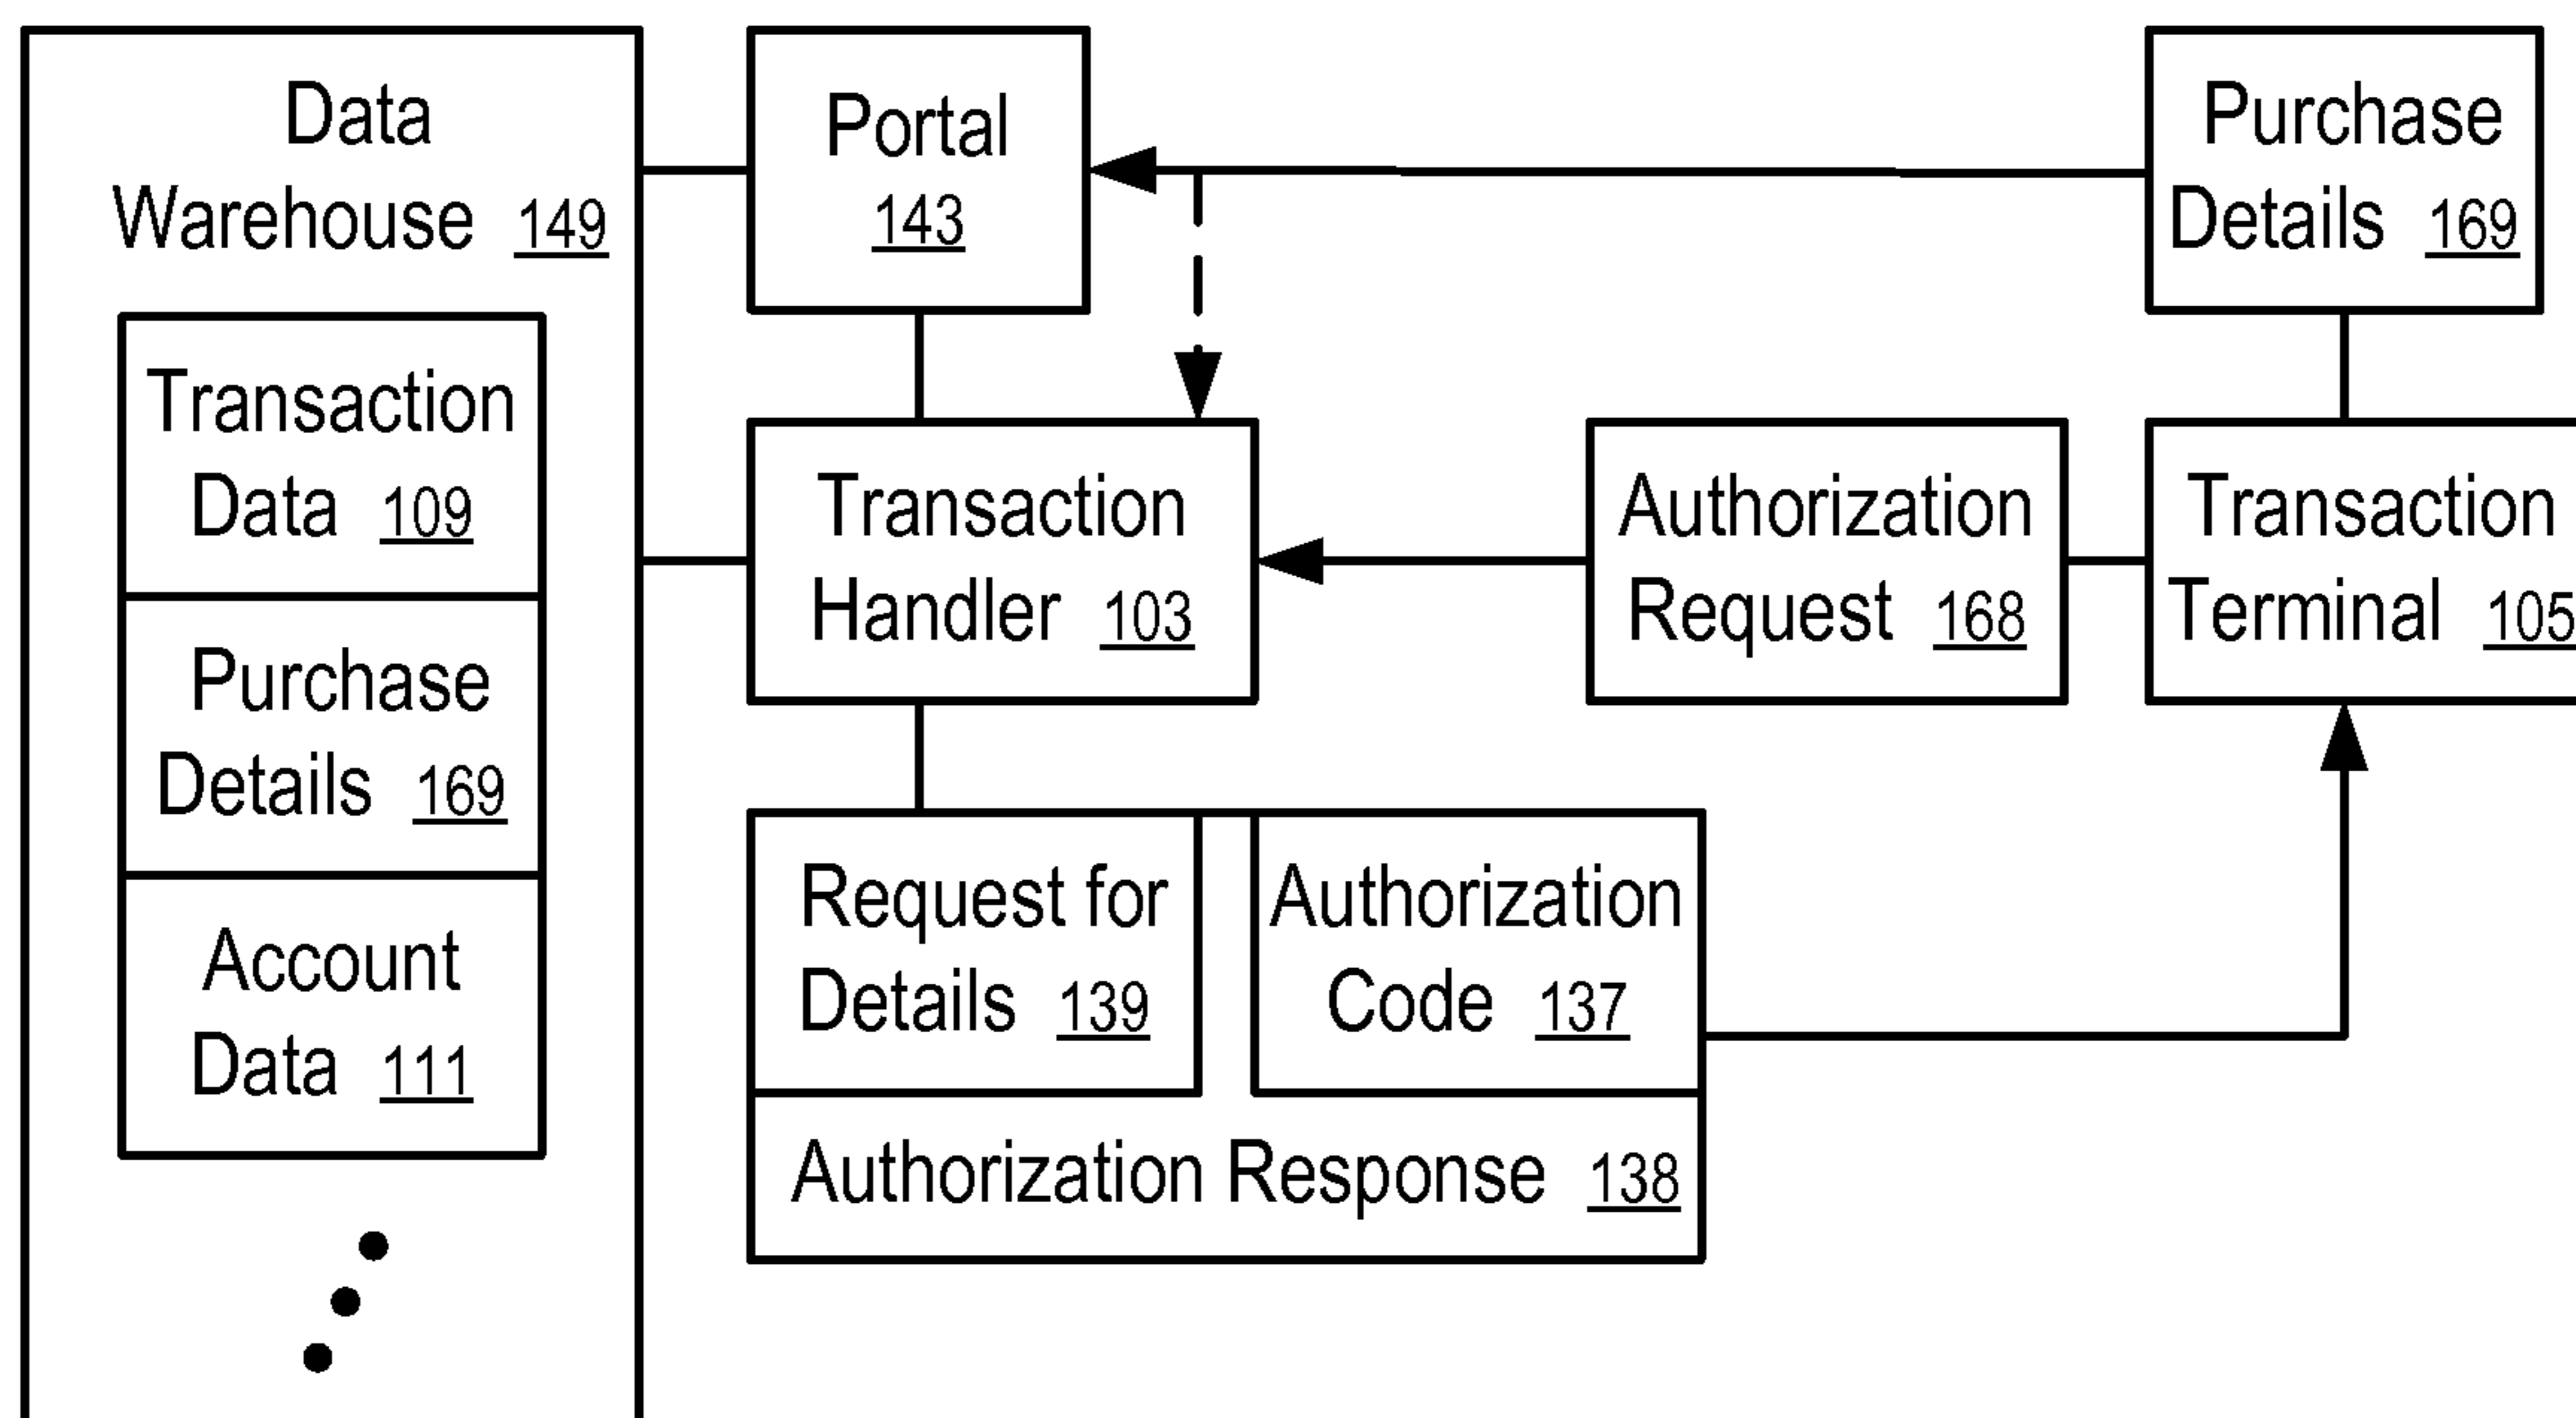 Data
Warehouse 149
Transaction
Data 109
Purchase
Details 169
Account
Data 111
Portal
143
Purchase
Details 169
Transaction
Handler 103
Authorization
Request 168
Transaction
Terminal 105
Request for
Details 139
Authorization
Code 137
Authorization Response 138